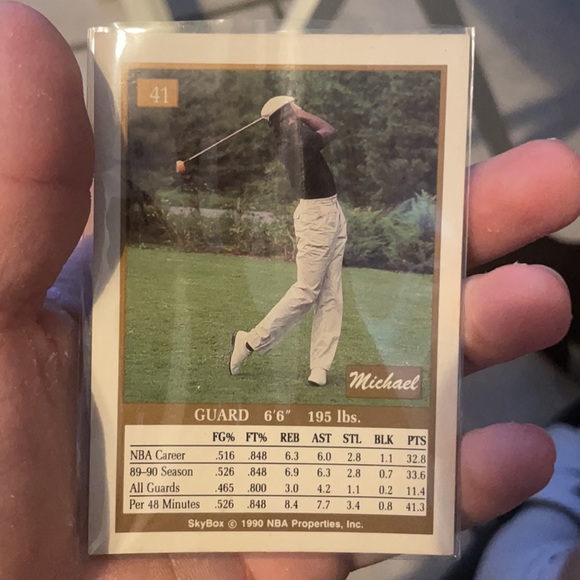 41
Michael
GUARD 6'6" 195 lbs.
FG% FT% REB AST STL BLK PTS
NBA Career .516 .848 6.3 6.0 2.8 1.1 32.8
89–90 Season .526 .848 6.9 6.3 2.8 0.7 33.6
All Guards .465 .800 3.0 4.2 1.1 0.2 11.4
Per 48 Minutes .526 .848 8.4 7.7 3.4 0.8 41.3
SkyBox © 1990 NBA Properties, Inc.